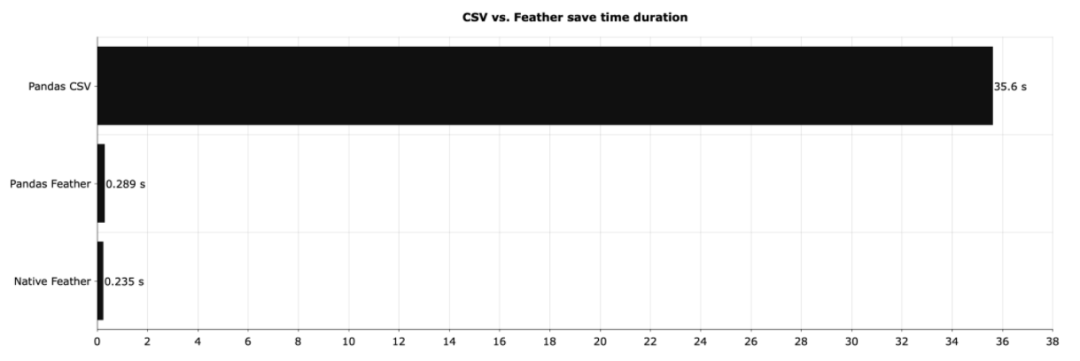 CSV vs. Feather save time duration
Pandas CSV
35.6 s
Pandas Feather
0.289 s
Native Feather
0.235 s
0 2 4 6 8 10 12 14 16 18 20 22 24 26 28 30 32 34 36 38